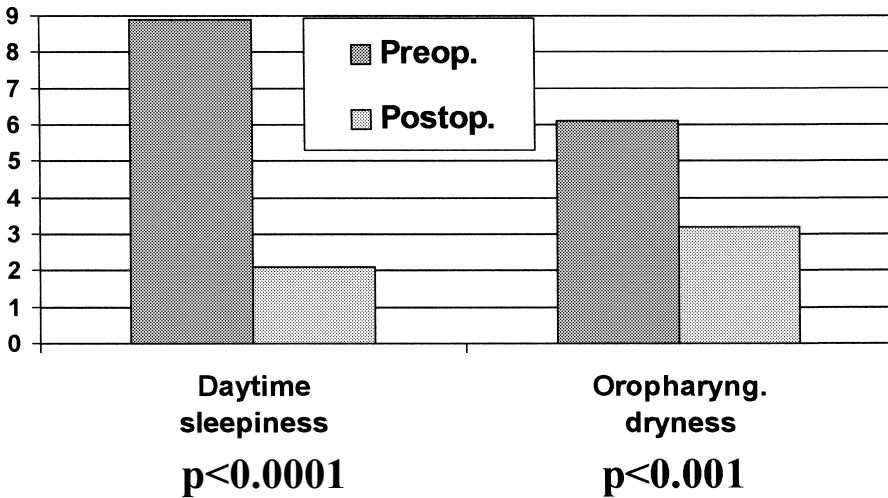 9
8
7
6
5
4
3
2
1
0
Preop.
Postop.
Daytime
sleepiness
p<0.0001
Oropharyng.
dryness
p<0.001